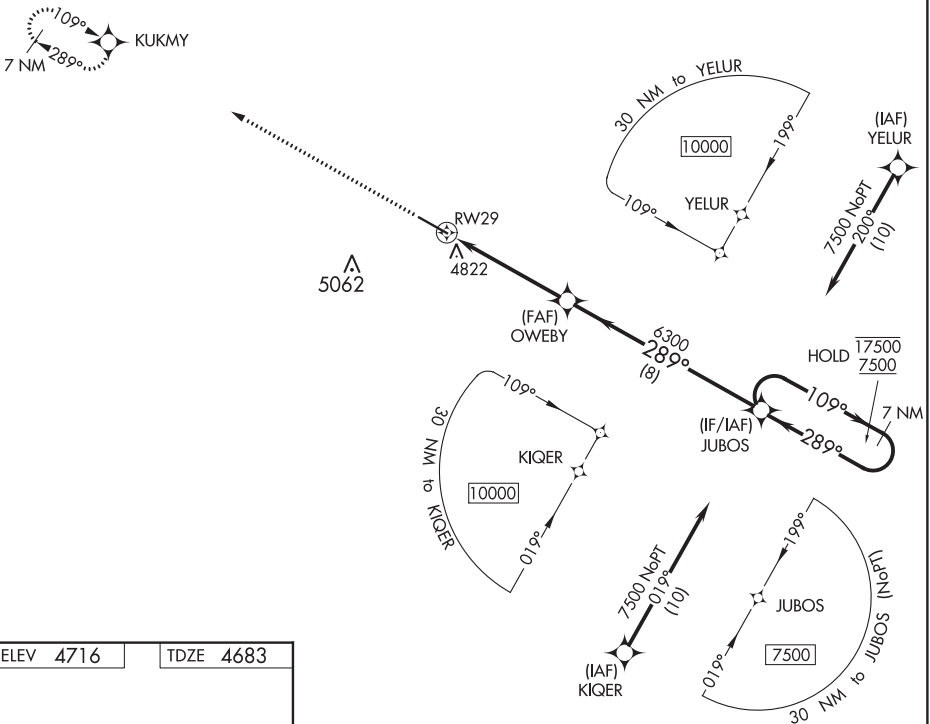 109°
289°
7 NM
KUKMY
30 NM to YELUR
10000
199°
109°
YELUR
(IAF)
YELUR
7500 NoPT
200°
(10)
RW29
4822
5062
(FAF)
OWEBY
6300
289°
(8)
HOLD 17500
7500
109°
7 NM
289°
(IF/IAF)
JUBOS
109°
30 NM to KIQER
KIQER
10000
019°
7500 NoPT
019°
(10)
(IAF)
KIQER
199°
JUBOS
7500
019°
30 NM to JUBOS (NoPT)
ELEV 4716
TDZE 4683